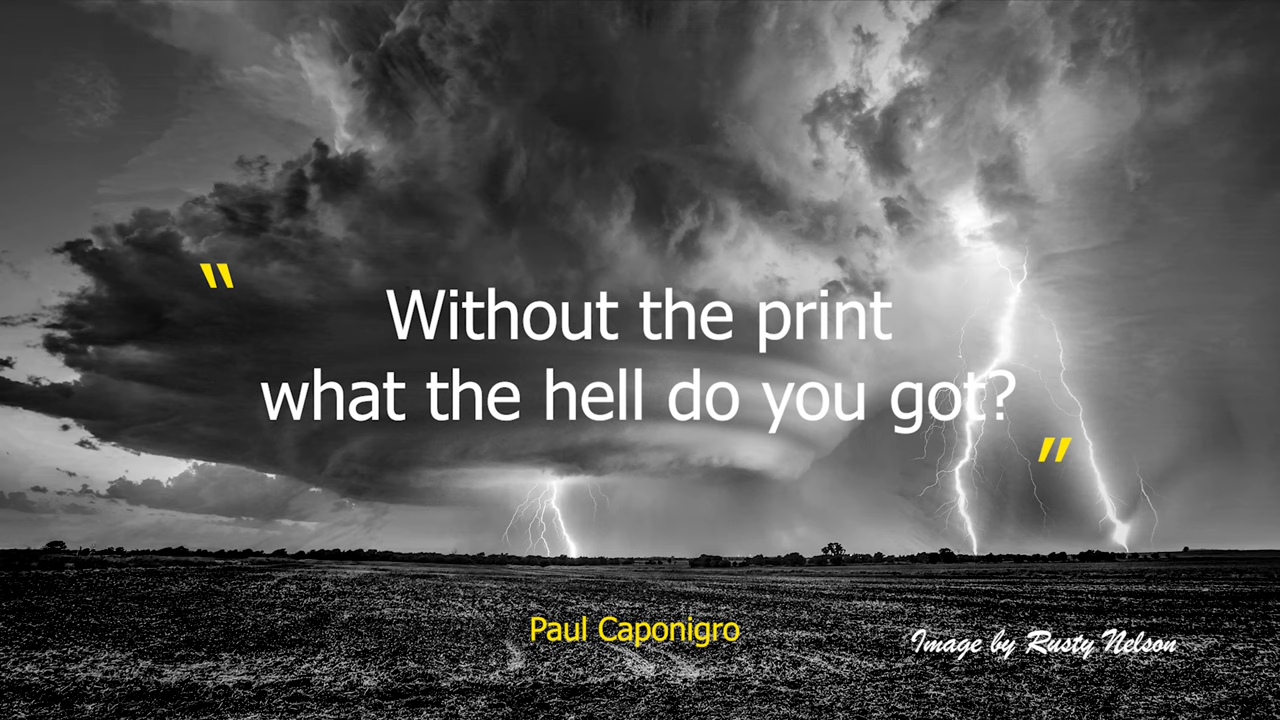 “
Without the print
what the hell do you got?
”
Paul Caponigro
Image by Rusty Nelson